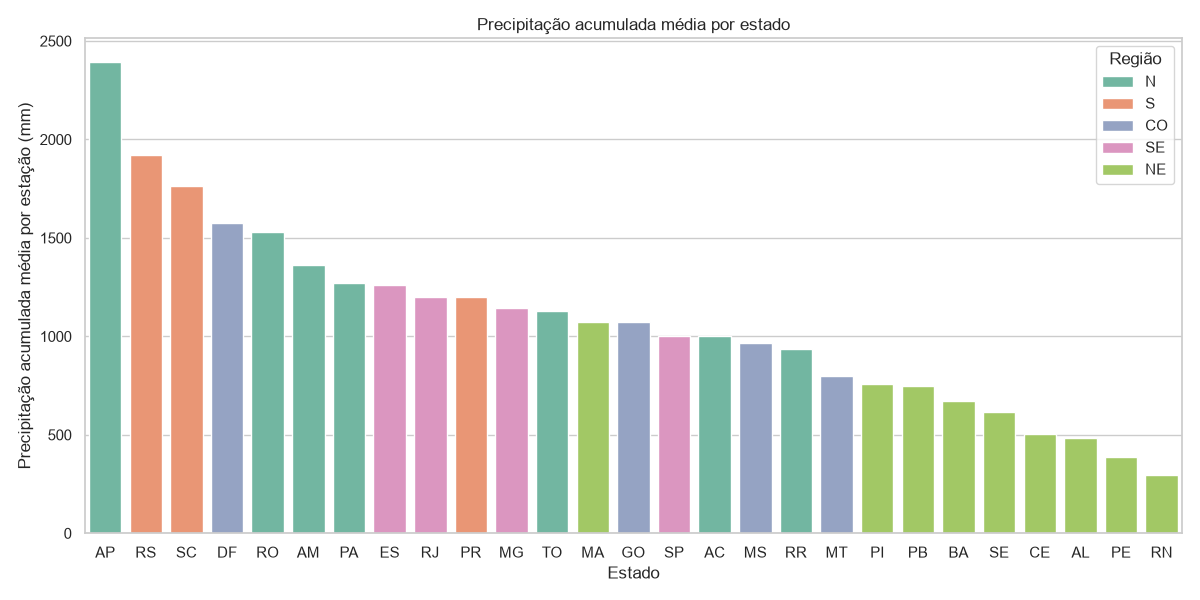 Precipitação acumulada média por estado
Precipitação acumulada média por estação (mm)
2500
2000
1500
1000
500
0
Região
N
S
CO
SE
NE
AP RS SC DF RO AM PA ES RJ PR MG TO MA GO SP AC MS RR MT PI PB BA SE CE AL PE RN
Estado